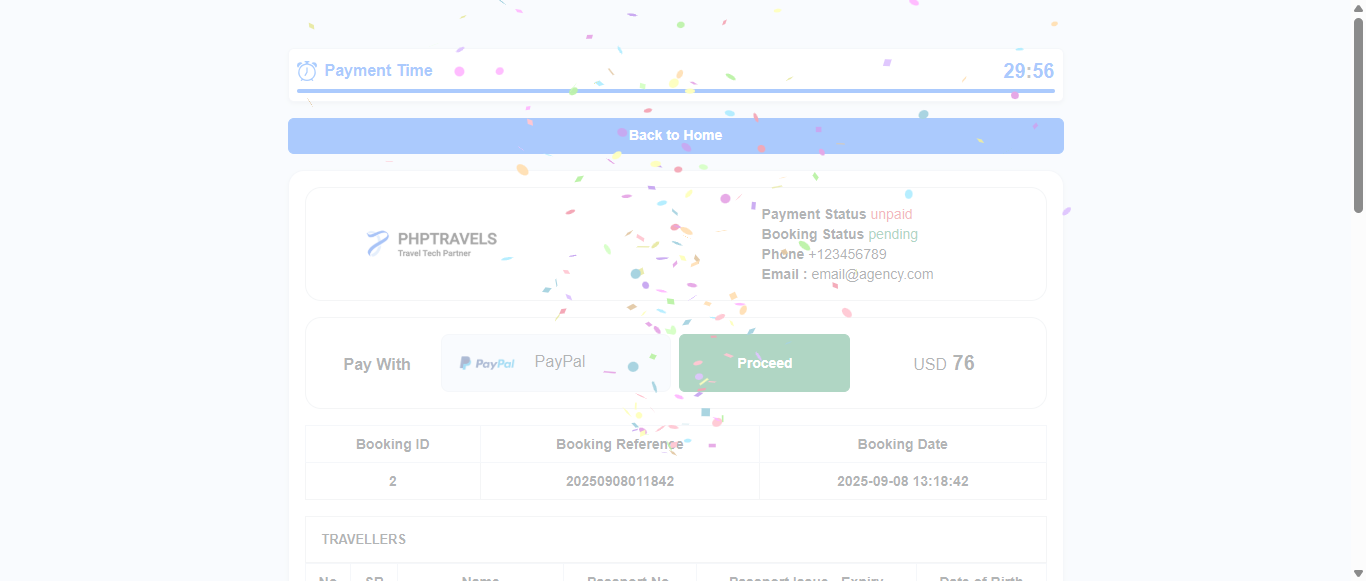 Payment Time 29:56
Back to Home
PHPTRAVELS
Travel Tech Partner
Payment Status unpaid
Booking Status pending
Phone +123456789
Email : email@agency.com
Pay With PayPal PayPal Proceed USD 76
Booking ID Booking Reference Booking Date
2 20250908011842 2025-09-08 13:18:42
TRAVELLERS
No SR Name Passport No. Passport Issue - Expiry Date of Birth